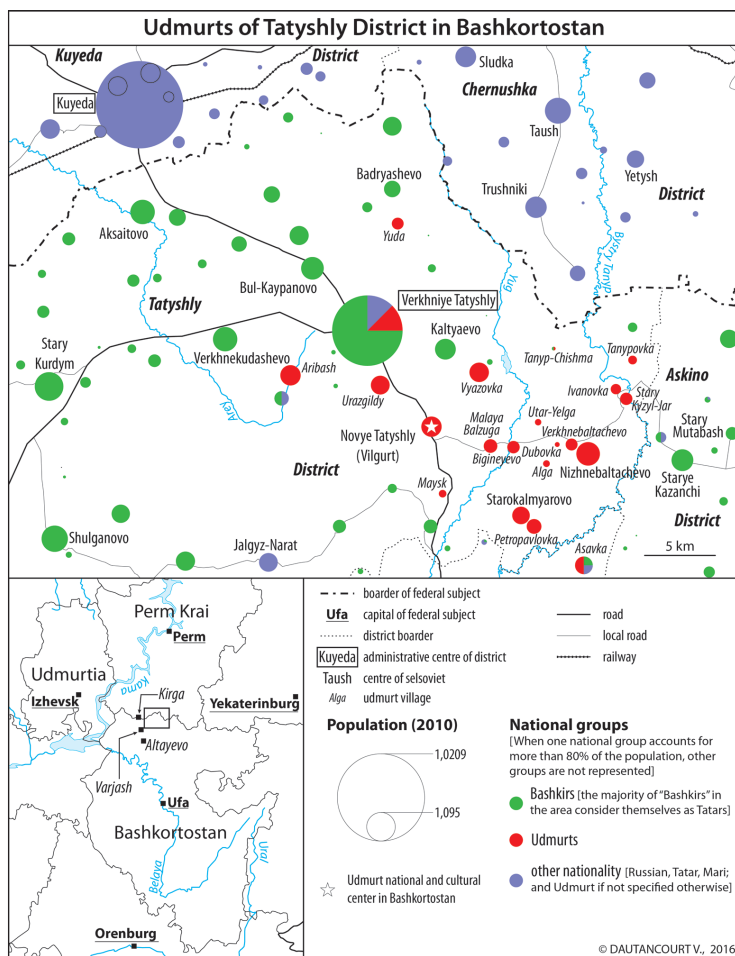 Udmurts of Tatyshly District in Bashkortostan
Kuyeda
District
Sludka
Kuyeda
Chernushka
Taush
Badryashevo
Yetysh
Trushniki
District
Aksaitovo
Yuda
Bystry Tanyp
Yug
Bul-Kaypanovo
Tatyshly
Verkhniye Tatyshly
Stary
Kurdym
Kaltyaevo
Verkhnekudashevo
Tanyp-Chishma
Tanypovka
Aribash
Askino
Vyazovka
Ivanovka
Stary
Kyzyl-Jar
Urazgildy
Arey
Malaya
Balzuga
Utar-Yelga
Verkhnebaltachevo
Stary
Mutabash
Novye Tatyshly
(Vilgurt)
Bigineyevo
Dubovka
Alga
Nizhnebaltachevo
Starye
Kazanchi
District
Maysk
Starokalmyarovo
District
Petropavlovka
Shulganovo
Jalgyz-Narat
Asavka
5 km
Perm Krai
Perm
Udmurtia
Kama
Izhevsk
Kirga
Yekaterinburg
Altayevo
Varjash
Ufa
Bashkortostan
Belaya
Ural
Orenburg
boarder of federal subject
Ufa capital of federal subject
road
district boarder
local road
Kuyeda administrative centre of district
railway
Taush centre of selsoviet
Alga udmurt village
Population (2010)
1,0209
1,095
Udmurt national and cultural
center in Bashkortostan
National groups
[When one national group accounts for
more than 80% of the population, other
groups are not represented]
Bashkirs [the majority of "Bashkirs" in
the area consider themselves as Tatars]
Udmurts
other nationality [Russian, Tatar, Mari;
and Udmurt if not specified otherwise]
© DAUTANCOURT V., 2016